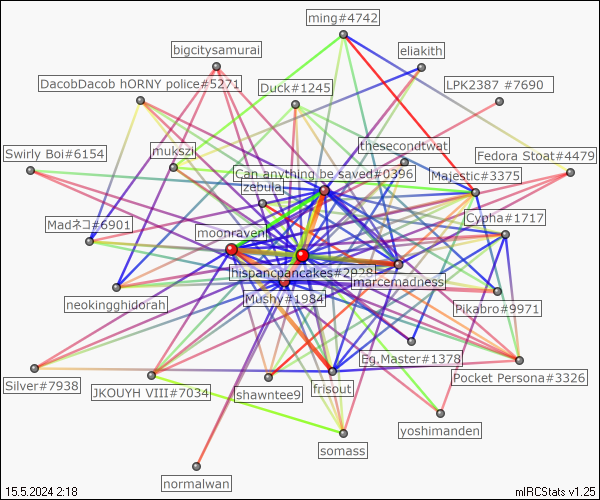 ming#4742
bigcitysamurai
eliakith
DacobDacob hORNY police#5271
Duck#1245
LPK2387 #7690
mukszi
thesecondtwat
Swirly Boi#6154
Fedora Stoat#4479
Can anything be saved#0396
Majestic#3375
zebula
Madネコ#6901
Cypha#1717
moonraven
hispancpancakes#2928
marcemadness
neokingghidorah
Mushy#1984
Pikabro#9971
Eg,Master#1378
Silver#7938
JKOUYH VIII#7034
shawntee9
frisout
Pocket Persona#3326
yoshimanden
somass
normalwan
15.5.2024 2:18
mIRCStats v1.25